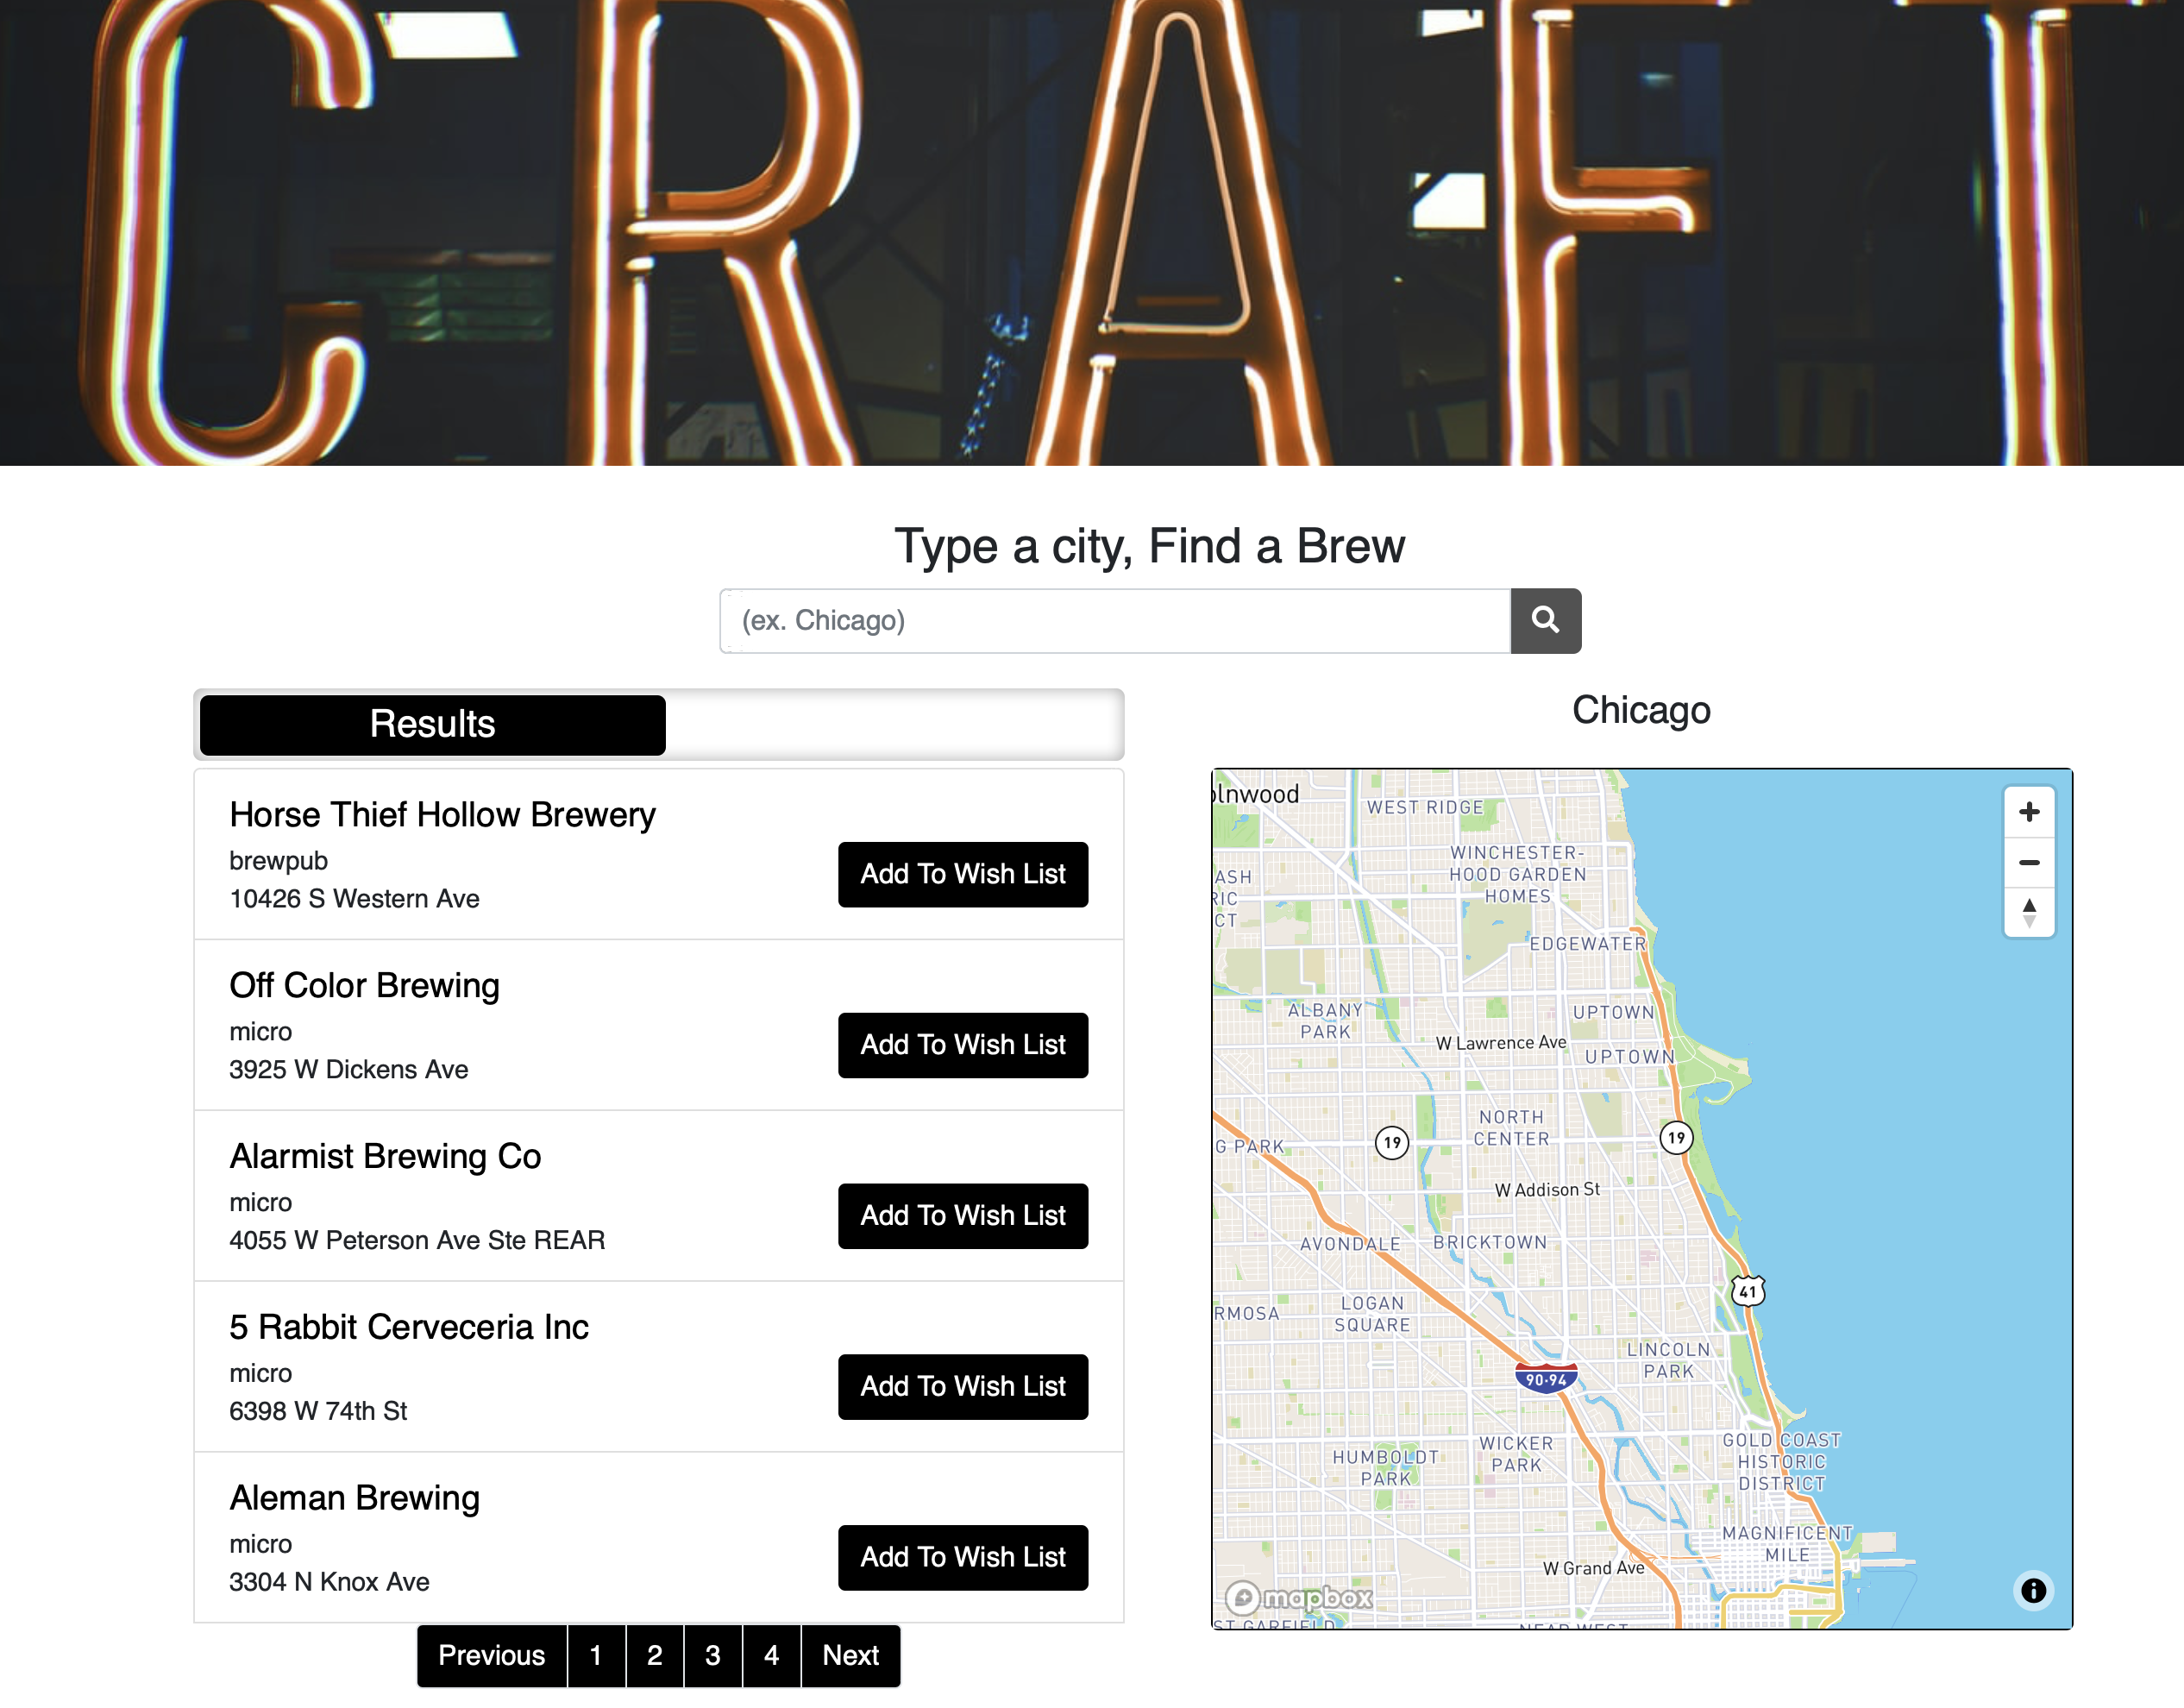 CRAFT
Type a city, Find a Brew
(ex. Chicago)
Results
Horse Thief Hollow Brewery
brewpub
10426 S Western Ave
Add To Wish List
Off Color Brewing
micro
3925 W Dickens Ave
Add To Wish List
Alarmist Brewing Co
micro
4055 W Peterson Ave Ste REAR
Add To Wish List
5 Rabbit Cerveceria Inc
micro
6398 W 74th St
Add To Wish List
Aleman Brewing
micro
3304 N Knox Ave
Add To Wish List
Previous 1 2 3 4 Next
Chicago
olnwood
WEST RIDGE
WINCHESTER-
HOOD GARDEN
HOMES
ASH
RIC
CT
EDGEWATER
ALBANY
PARK
UPTOWN
W Lawrence Ave
UPTOWN
NORTH
CENTER
G PARK
19
19
W Addison St
AVONDALE
BRICKTOWN
41
RMOSA
LOGAN
SQUARE
LINCOLN
PARK
90-94
GOLD COAST
HISTORIC
DISTRICT
HUMBOLDT
PARK
WICKER
PARK
MAGNIFICENT
MILE
W Grand Ave
mapbox
ST GARFIELD
NEAR WEST